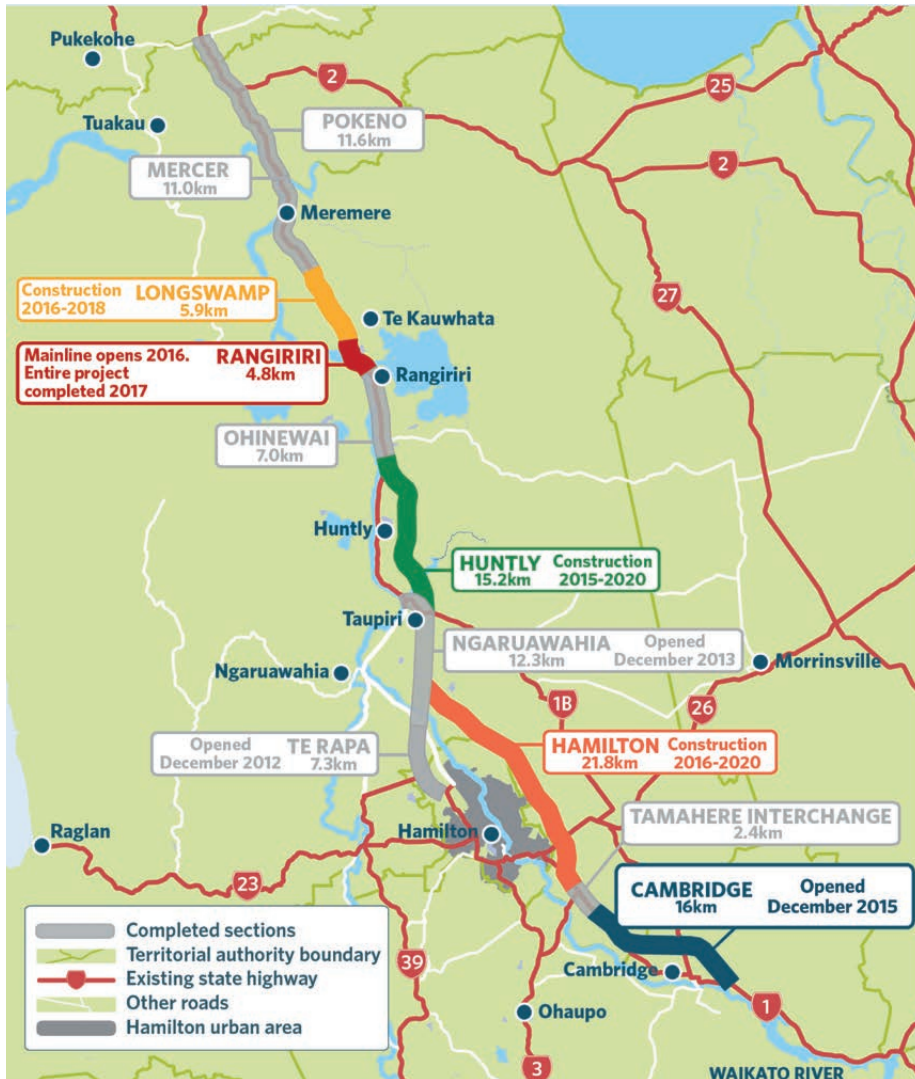 Pukekohe
2
25
Tuakau
POKENO
11.6km
MERCER
11.0km
2
Meremere
27
Construction
2016-2018
LONGSWAMP
5.9km
Te Kauwhata
Mainline opens 2016.
Entire project
completed 2017
RANGIRIRI
4.8km
Rangiriri
OHINEWAI
7.0km
Huntly
HUNTLY
15.2km
Construction
2015-2020
Taupiri
NGARUAWAHIA
12.3km
Opened
December 2013
Morrinsville
Ngaruawahia
1B
26
Opened
December 2012
TE RAPA
7.3km
HAMILTON
21.8km
Construction
2016-2020
TAMAHERE INTERCHANGE
2.4km
Raglan
Hamilton
23
CAMBRIDGE
16km
Opened
December 2015
Completed sections
Territorial authority boundary
Existing state highway
Other roads
Hamilton urban area
39
Cambridge
Ohaupo
1
3
WAIKATO RIVER